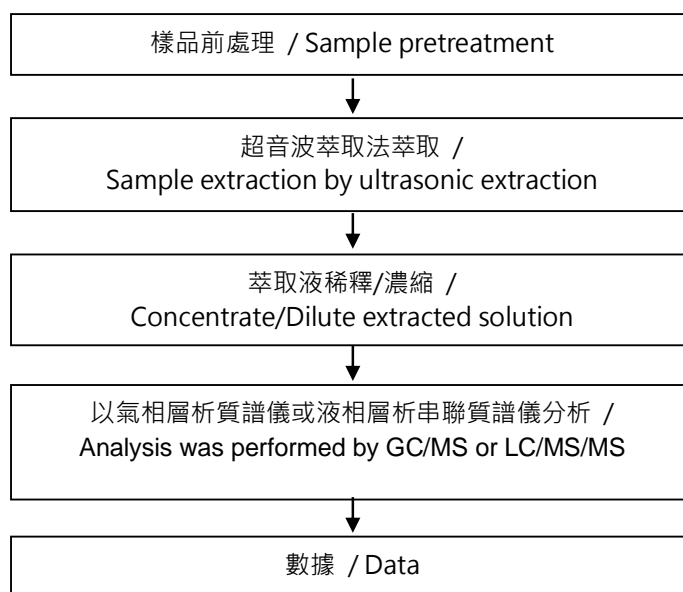 樣品前處理 / Sample pretreatment
超音波萃取法萃取 /
Sample extraction by ultrasonic extraction
萃取液稀釋/濃縮 /
Concentrate/Dilute extracted solution
以氣相層析質譜儀或液相層析串聯質譜儀分析 /
Analysis was performed by GC/MS or LC/MS/MS
數據 / Data